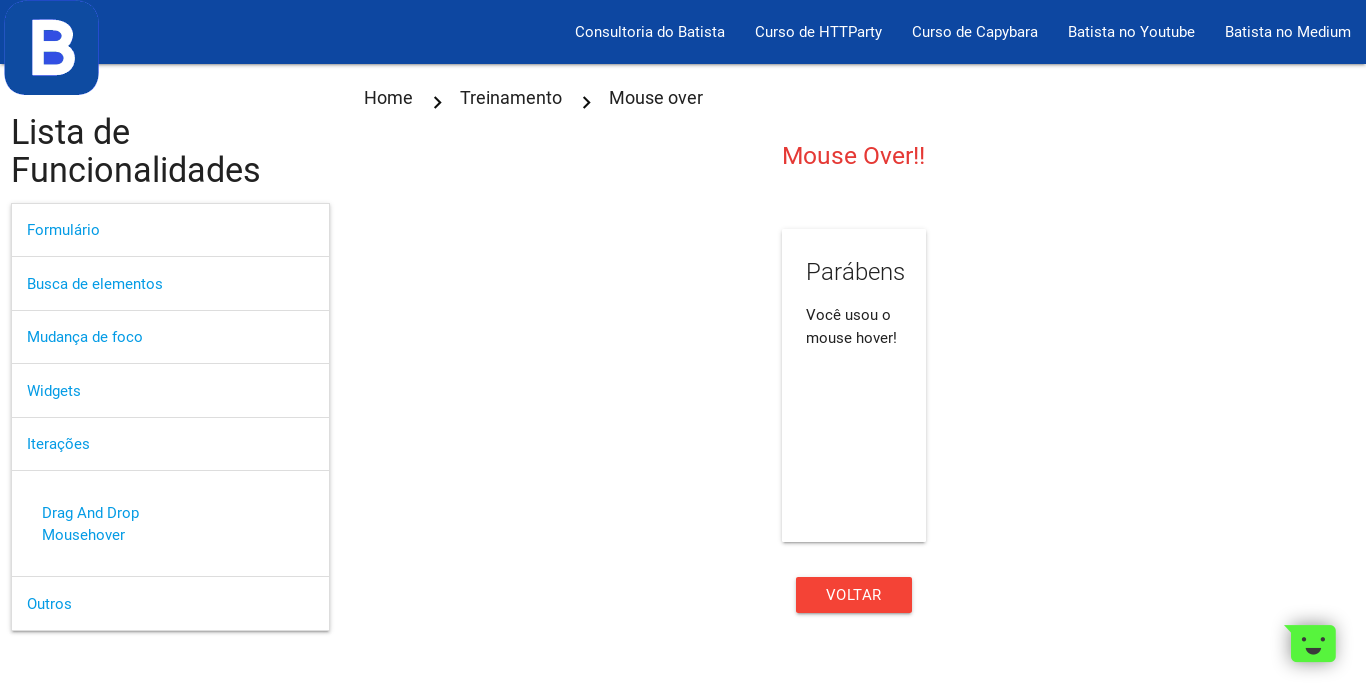 B
Consultoria do Batista
Curso de HTTParty
Curso de Capybara
Batista no Youtube
Batista no Medium
Home
Treinamento
Mouse over
Lista de
Funcionalidades
Formulário
Busca de elementos
Mudança de foco
Widgets
Iterações
Drag And Drop
Mousehover
Outros
Mouse Over!!
Parábens
Você usou o
mouse hover!
VOLTAR